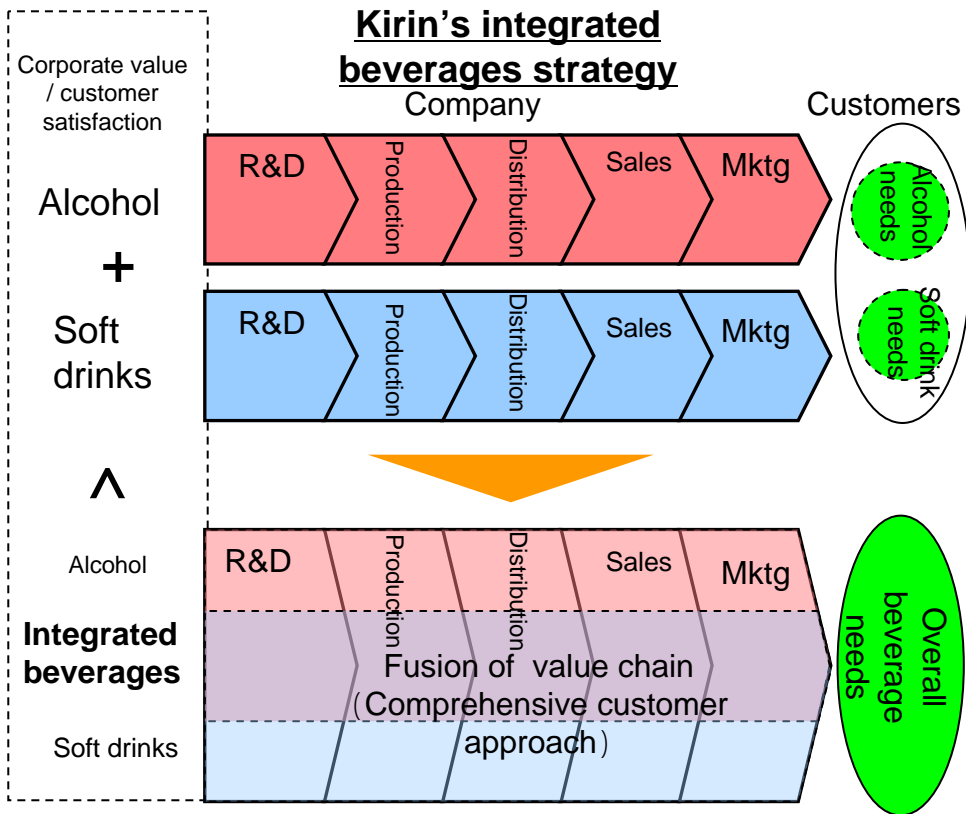 Kirin's integrated
beverages strategy
Corporate value
/ customer
satisfaction
Company
Customers
Alcohol
R&D
Production
Distribution
Sales
Mktg
Alcohol
needs
+
Soft
drinks
R&D
Production
Distribution
Sales
Mktg
Soft drink
needs
^
Alcohol
R&D
Production
Distribution
Sales
Mktg
Integrated
beverages
Fusion of value chain
(Comprehensive customer
approach)
Soft drinks
Overall
beverage
needs